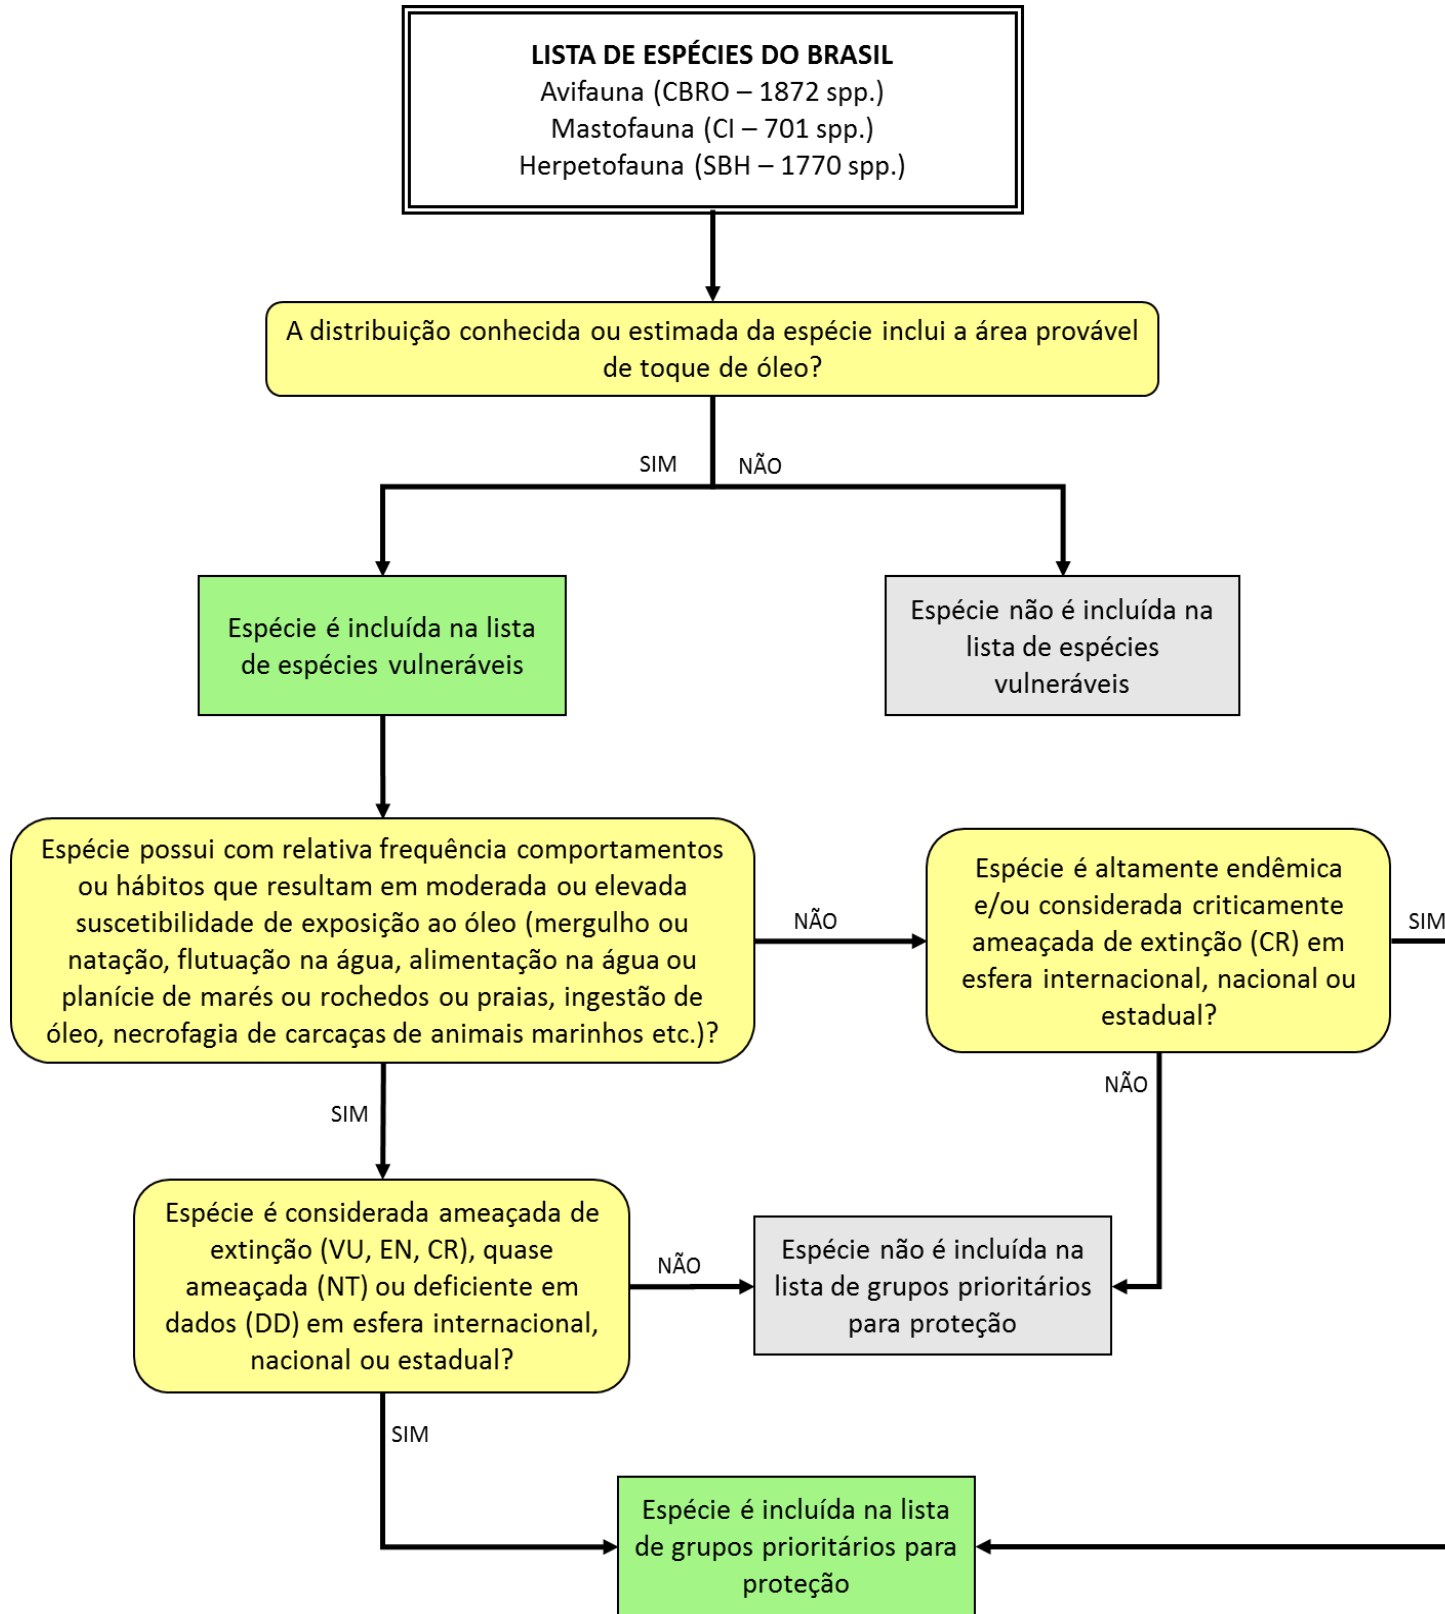 LISTA DE ESPÉCIES DO BRASIL
Avifauna (CBRO – 1872 spp.)
Mastofauna (CI – 701 spp.)
Herpetofauna (SBH – 1770 spp.)
A distribuição conhecida ou estimada da espécie inclui a área provável
de toque de óleo?
SIM
NÃO
Espécie é incluída na lista
de espécies vulneráveis
Espécie não é incluída na
lista de espécies
vulneráveis
Espécie possui com relativa frequência comportamentos
ou hábitos que resultam em moderada ou elevada
suscetibilidade de exposição ao óleo (mergulho ou
natação, flutuação na água, alimentação na água ou
planície de marés ou rochedos ou praias, ingestão de
óleo, necrofagia de carcaças de animais marinhos etc.)?
NÃO
Espécie é altamente endêmica
e/ou considerada criticamente
ameaçada de extinção (CR) em
esfera internacional, nacional ou
estadual?
SIM
NÃO
SIM
Espécie é considerada ameaçada de
extinção (VU, EN, CR), quase
ameaçada (NT) ou deficiente em
dados (DD) em esfera internacional,
nacional ou estadual?
NÃO
Espécie não é incluída na
lista de grupos prioritários
para proteção
SIM
Espécie é incluída na lista
de grupos prioritários para
proteção